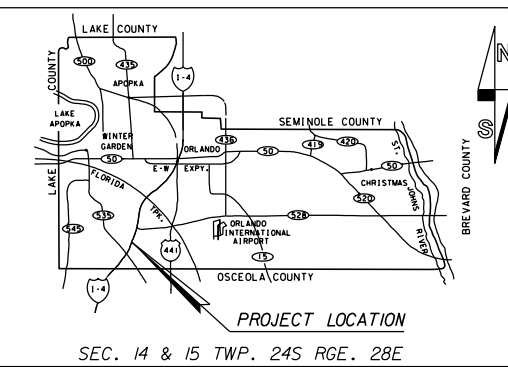 LAKE COUNTY
COUNTY
LAKE
500
435
I-4
APOPKA
LAKE
APOPKA
WINTER
GARDEN
436
SEMINOLE COUNTY
ORLANDO
50
E-W EXPY.
50
419
420
50
ST.
JOHNS
RIVER
CHRISTMAS
520
FLORIDA
TPK.
528
535
545
ORLANDO
INTERNATIONAL
AIRPORT
441
15
I-4
OSCEOLA COUNTY
BREVARD COUNTY
N
S
PROJECT LOCATION
SEC. 14 & 15 TWP. 24S RGE. 28E